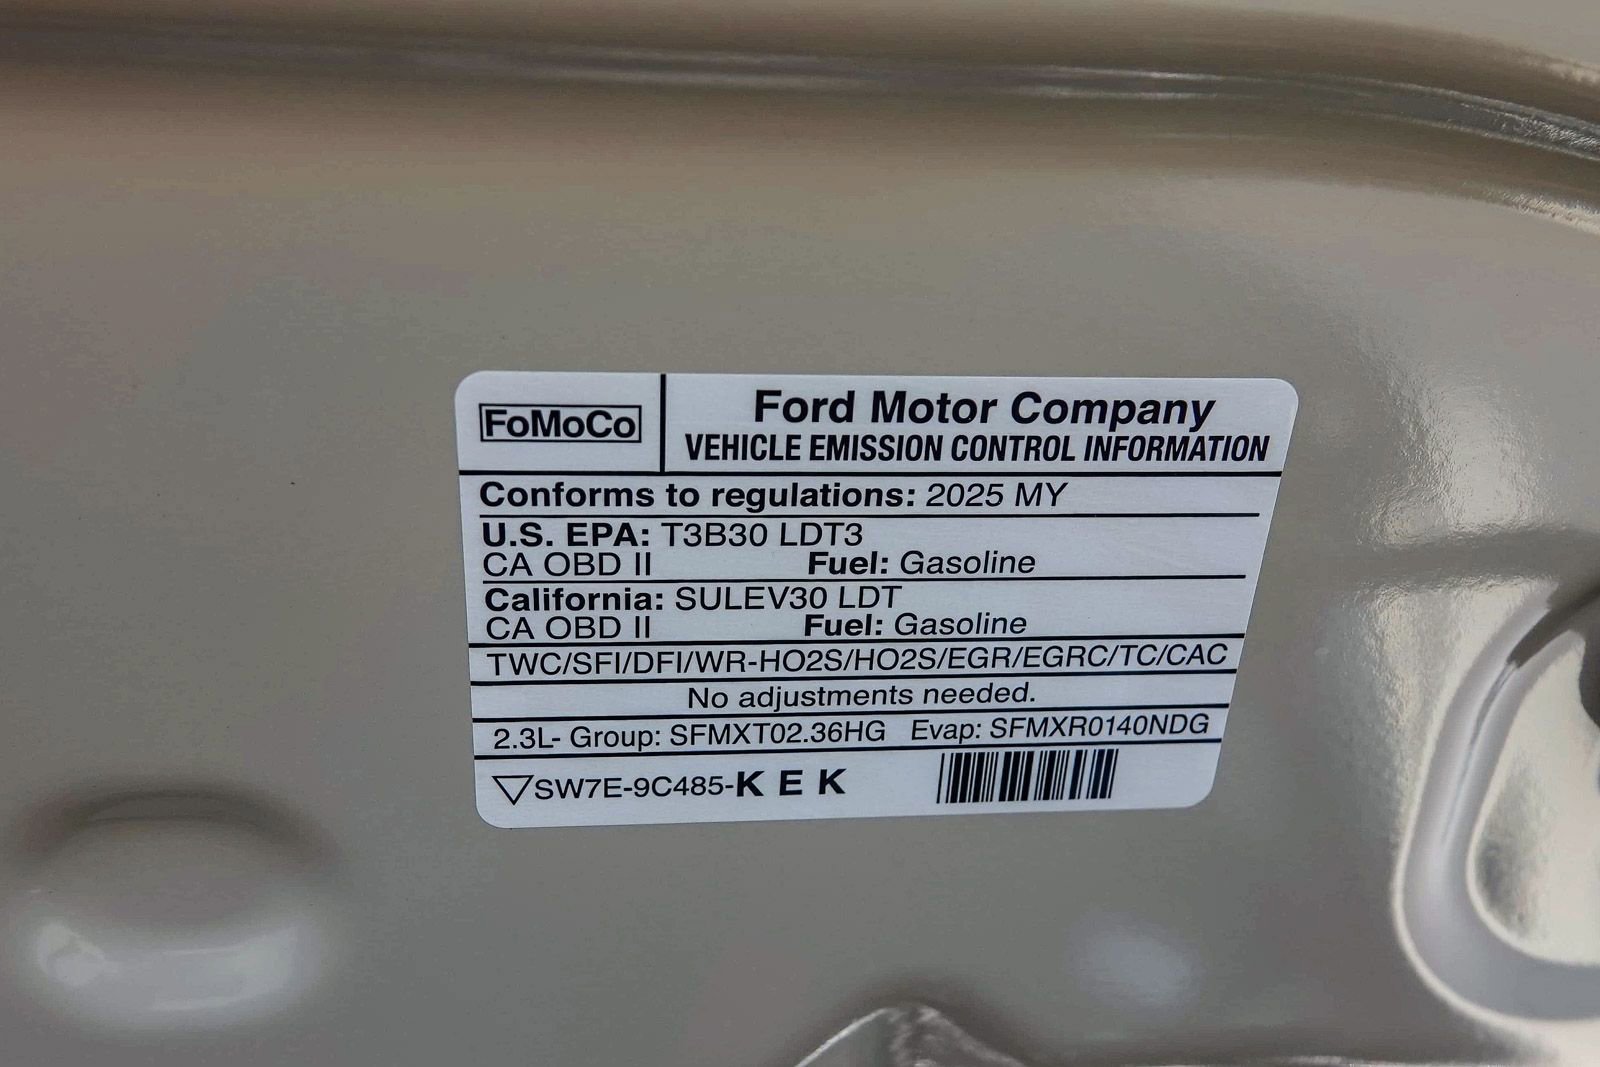 FoMoCo
Ford Motor Company
VEHICLE EMISSION CONTROL INFORMATION
Conforms to regulations: 2025 MY
U.S. EPA: T3B30 LDT3
CA OBD II Fuel: Gasoline
California: SULEV30 LDT
CA OBD II Fuel: Gasoline
TWC/SFI/DFI/WR-HO2S/HO2S/EGR/EGRC/TC/CAC
No adjustments needed.
2.3L- Group: SFMXT02.36HG Evap: SFMXR0140NDG
SW7E-9C485-K E K